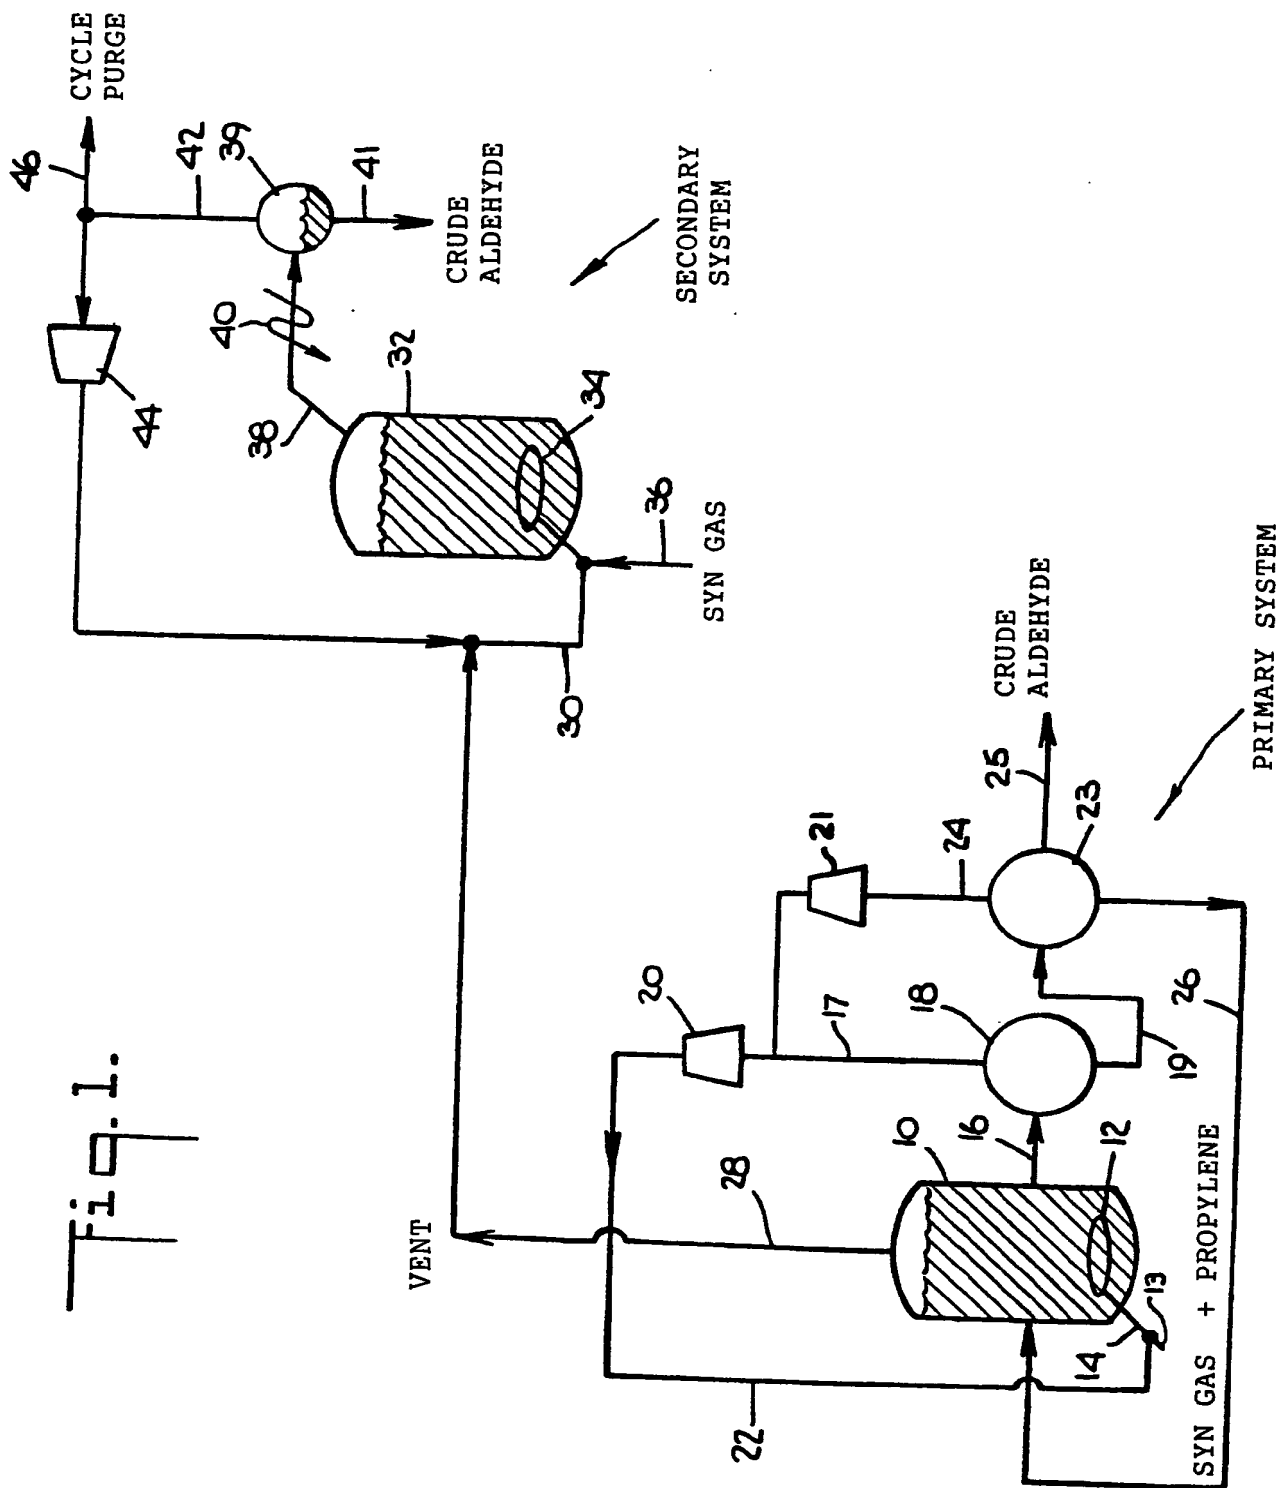 Fig. 1.
CYCLE
PURGE
46
42
39
41
CRUDE
ALDEHYDE
44
40
38
32
34
36
SYN GAS
30
SECONDARY
SYSTEM
VENT
28
20
21
17
18
24
25
23
CRUDE
ALDEHYDE
PRIMARY SYSTEM
22
10
16
12
14
13
19
26
SYN GAS + PROPYLENE